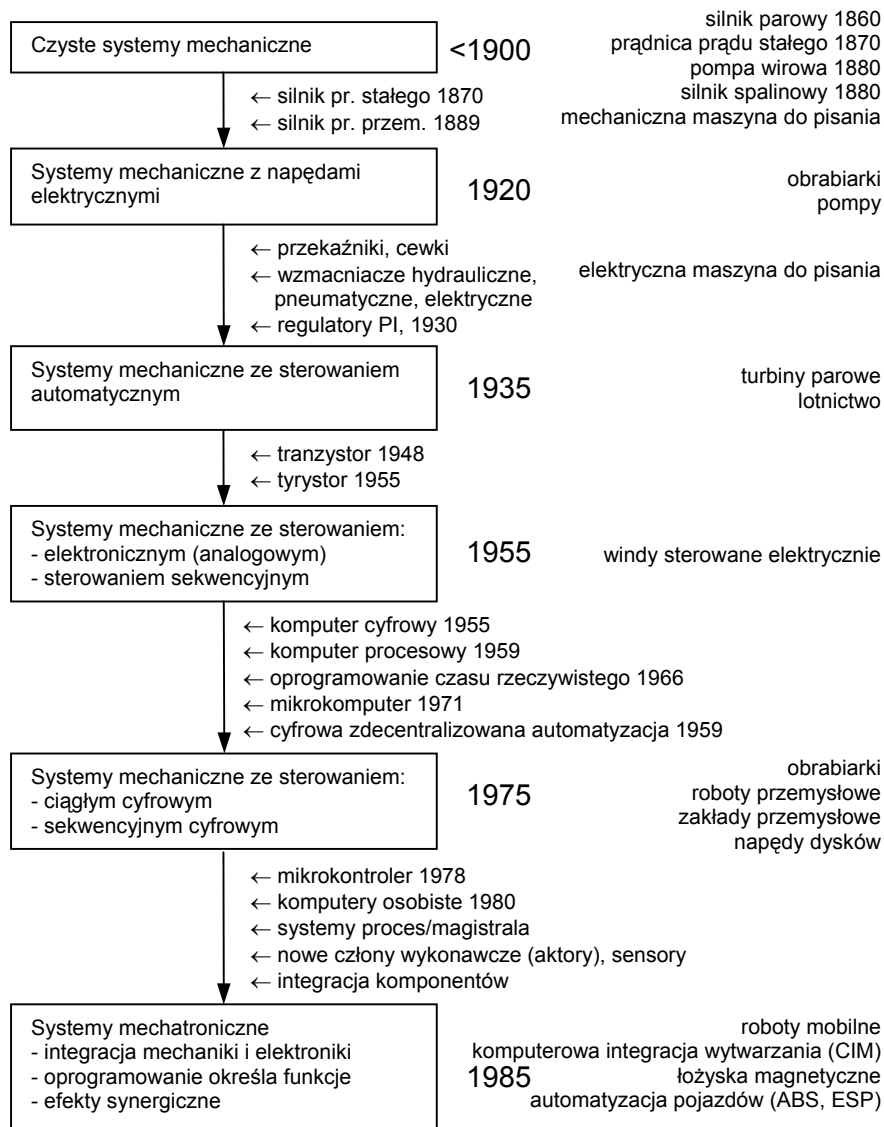 Czyste systemy mechaniczne
<1900
silnik parowy 1860
prądnica prądu stałego 1870
pompa wirowa 1880
silnik spalinowy 1880
mechaniczna maszyna do pisania
← silnik pr. stałego 1870
← silnik pr. przem. 1889
Systemy mechaniczne z napędami
elektrycznymi
1920
obrabiarki
pompy
← przekaźniki, cewki
← wzmacniacze hydrauliczne,
pneumatyczne, elektryczne
← regulatory PI, 1930
elektryczna maszyna do pisania
Systemy mechaniczne ze sterowaniem
automatycznym
1935
turbiny parowe
lotnictwo
← tranzystor 1948
← tyrystor 1955
Systemy mechaniczne ze sterowaniem:
- elektronicznym (analogowym)
- sterowaniem sekwencyjnym
1955
windy sterowane elektrycznie
← komputer cyfrowy 1955
← komputer procesowy 1959
← oprogramowanie czasu rzeczywistego 1966
← mikrokomputer 1971
← cyfrowa zdecentralizowana automatyzacja 1959
Systemy mechaniczne ze sterowaniem:
- ciągłym cyfrowym
- sekwencyjnym cyfrowym
1975
obrabiarki
roboty przemysłowe
zakłady przemysłowe
napędy dysków
← mikrokontroler 1978
← komputery osobiste 1980
← systemy proces/magistrala
← nowe człony wykonawcze (aktory), sensory
← integracja komponentów
Systemy mechatroniczne
- integracja mechaniki i elektroniki
- oprogramowanie określa funkcje
- efekty synergiczne
1985
roboty mobilne
komputerowa integracja wytwarzania (CIM)
łożyska magnetyczne
automatyzacja pojazdów (ABS, ESP)